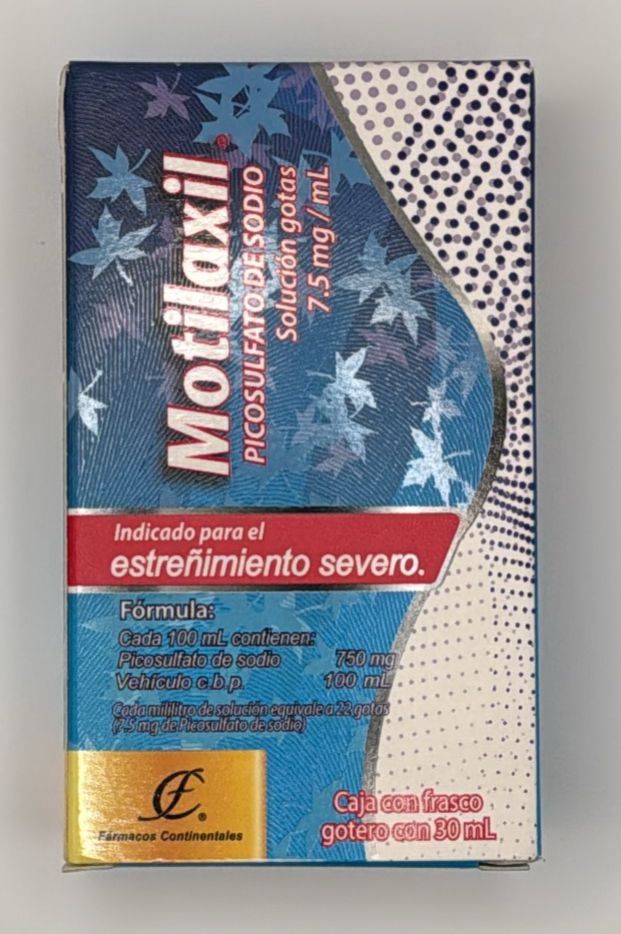 Motilaxil®
PICOSULFATO DE SODIO
Solución gotas
7.5 mg / mL
Indicado para el
estreñimiento severo.
Fórmula:
Cada 100 mL contienen:
Picosulfato de sodio 750 mg
Vehículo c.b.p. 100 mL
Cada mililitro de solución equivale a 22 gotas
(7.5 mg de Picosulfato de sodio)
Fármacos Continentales
®
Caja con frasco
gotero con 30 mL